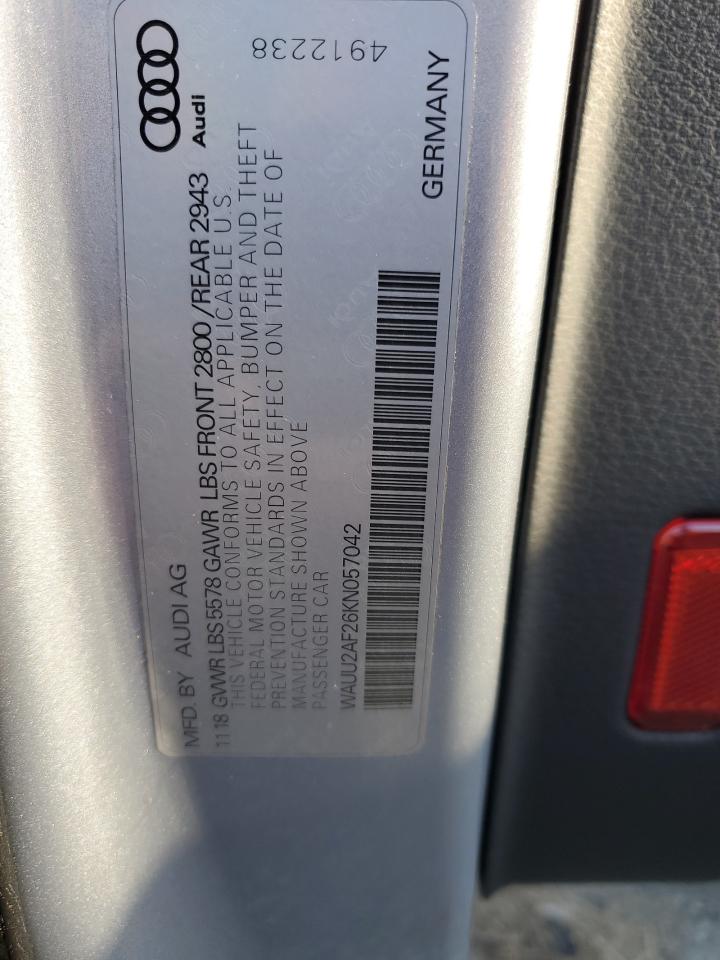 MFD. BY AUDI AG
Audi
11 18 GVWR LBS 5578 GAWR LBS FRONT 2800 /REAR 2943
THIS VEHICLE CONFORMS TO ALL APPLICABLE U.S.
FEDERAL MOTOR VEHICLE SAFETY, BUMPER AND THEFT
PREVENTION STANDARDS IN EFFECT ON THE DATE OF
MANUFACTURE SHOWN ABOVE
PASSENGER CAR
WAUU2AF26KN057042
GERMANY
4912238